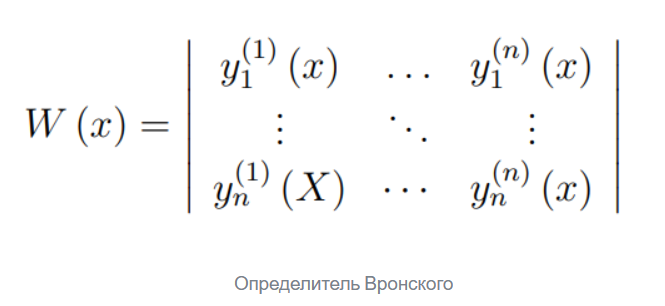 y₁⁽¹⁾ (x) … y₁⁽ⁿ⁾ (x)
W (x) = ⋮ ⋱ ⋮
yₙ⁽¹⁾ (X) ⋯ yₙ⁽ⁿ⁾ (x)
Определитель Вронского